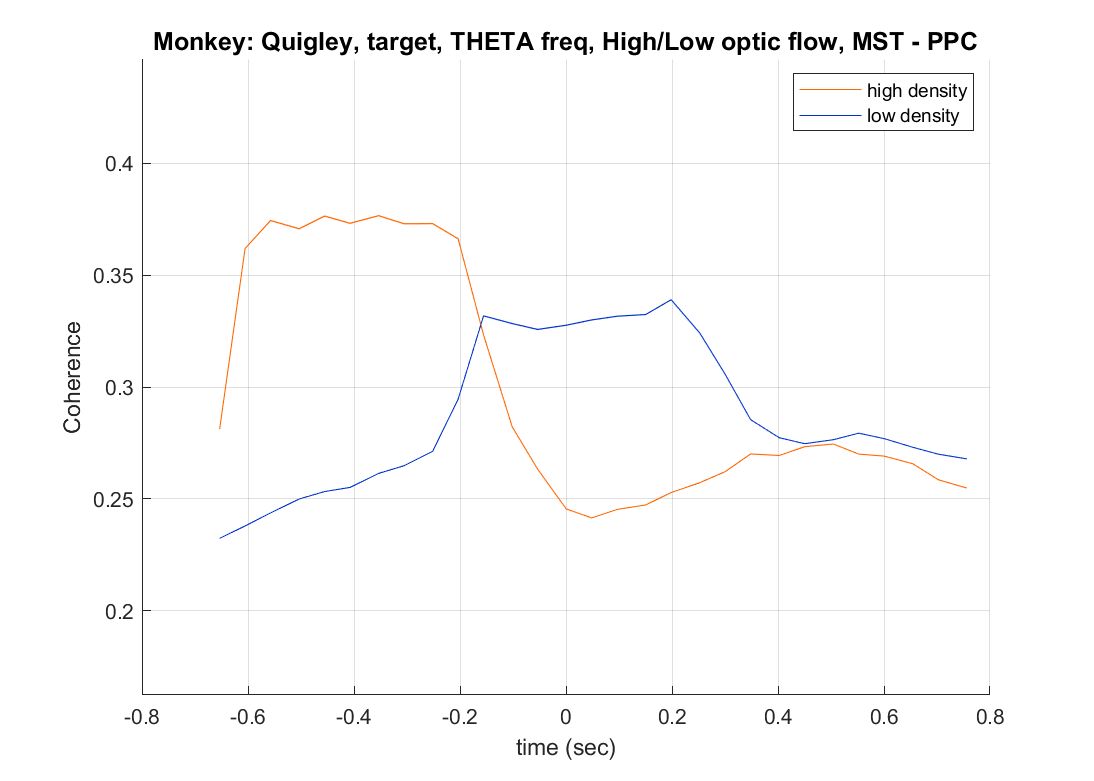 Monkey: Quigley, target, THETA freq, High/Low optic flow, MST - PPC
high density
low density
0.4
0.35
0.3
0.25
0.2
Coherence
-0.8
-0.6
-0.4
-0.2
0
0.2
0.4
0.6
0.8
time (sec)